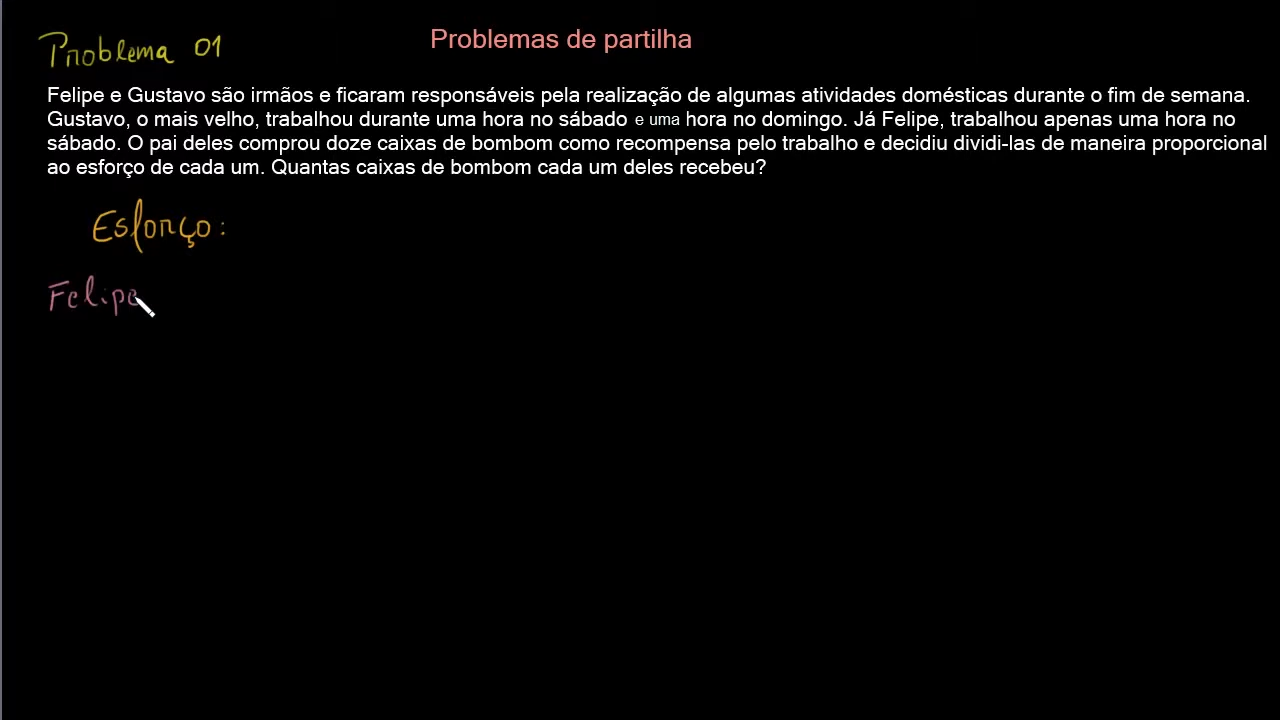 Problema 01
Problemas de partilha
Felipe e Gustavo são irmãos e ficaram responsáveis pela realização de algumas atividades domésticas durante o fim de semana.
Gustavo, o mais velho, trabalhou durante uma hora no sábado e uma hora no domingo. Já Felipe, trabalhou apenas uma hora no
sábado. O pai deles comprou doze caixas de bombom como recompensa pelo trabalho e decidiu dividi-las de maneira proporcional
ao esforço de cada um. Quantas caixas de bombom cada um deles recebeu?
Esforço:
Felipe